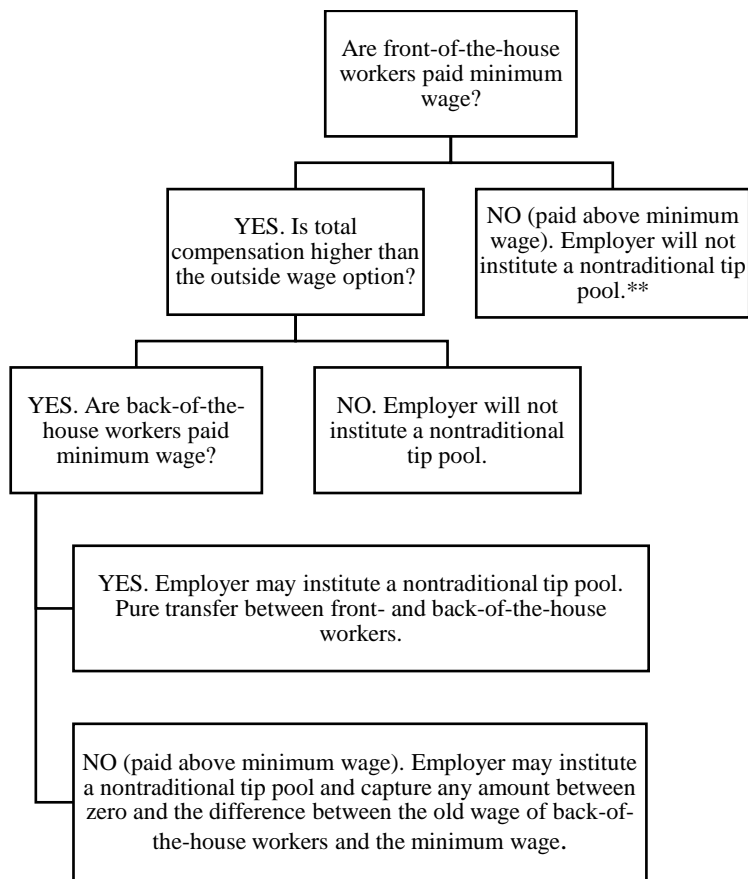 Are front-of-the-house
workers paid minimum
wage?
YES. Is total
compensation higher than
the outside wage option?
NO (paid above minimum
wage). Employer will not
institute a nontraditional tip
pool.**
YES. Are back-of-the-
house workers paid
minimum wage?
NO. Employer will not
institute a nontraditional
tip pool.
YES. Employer may institute a nontraditional tip pool.
Pure transfer between front- and back-of-the-house
workers.
NO (paid above minimum wage). Employer may institute
a nontraditional tip pool and capture any amount between
zero and the difference between the old wage of back-of-
the-house workers and the minimum wage.